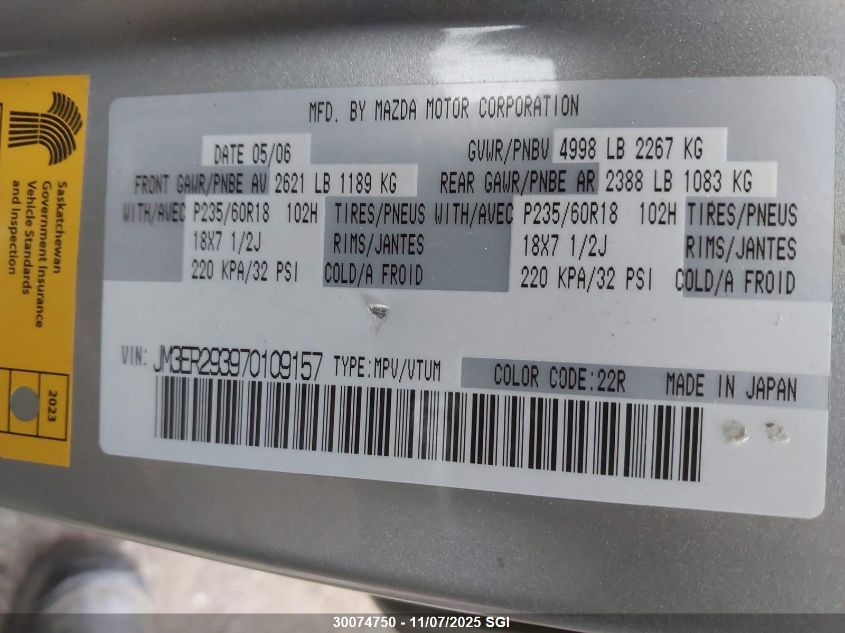 MFD. BY MAZDA MOTOR CORPORATION
DATE 05/06 GVWR/PNBV 4998 LB 2267 KG
FRONT GAWR/PNBE AV 2621 LB 1189 KG REAR GAWR/PNBE AR 2388 LB 1083 KG
WITH/AVEC P235/60R18 102H TIRES/PNEUS WITH/AVEC P235/60R18 102H TIRES/PNEUS
18X7 1/2J RIMS/JANTES 18X7 1/2J RIMS/JANTES
220 KPA/32 PSI COLD/A FROID 220 KPA/32 PSI COLD/A FROID
VIN: JM3ER293970109157 TYPE:MPV/VTUM COLOR CODE:22R MADE IN JAPAN
Saskatchewan
Government Insurance
Vehicle Standards
and Inspection
2023
30074750 - 11/07/2025 SGI